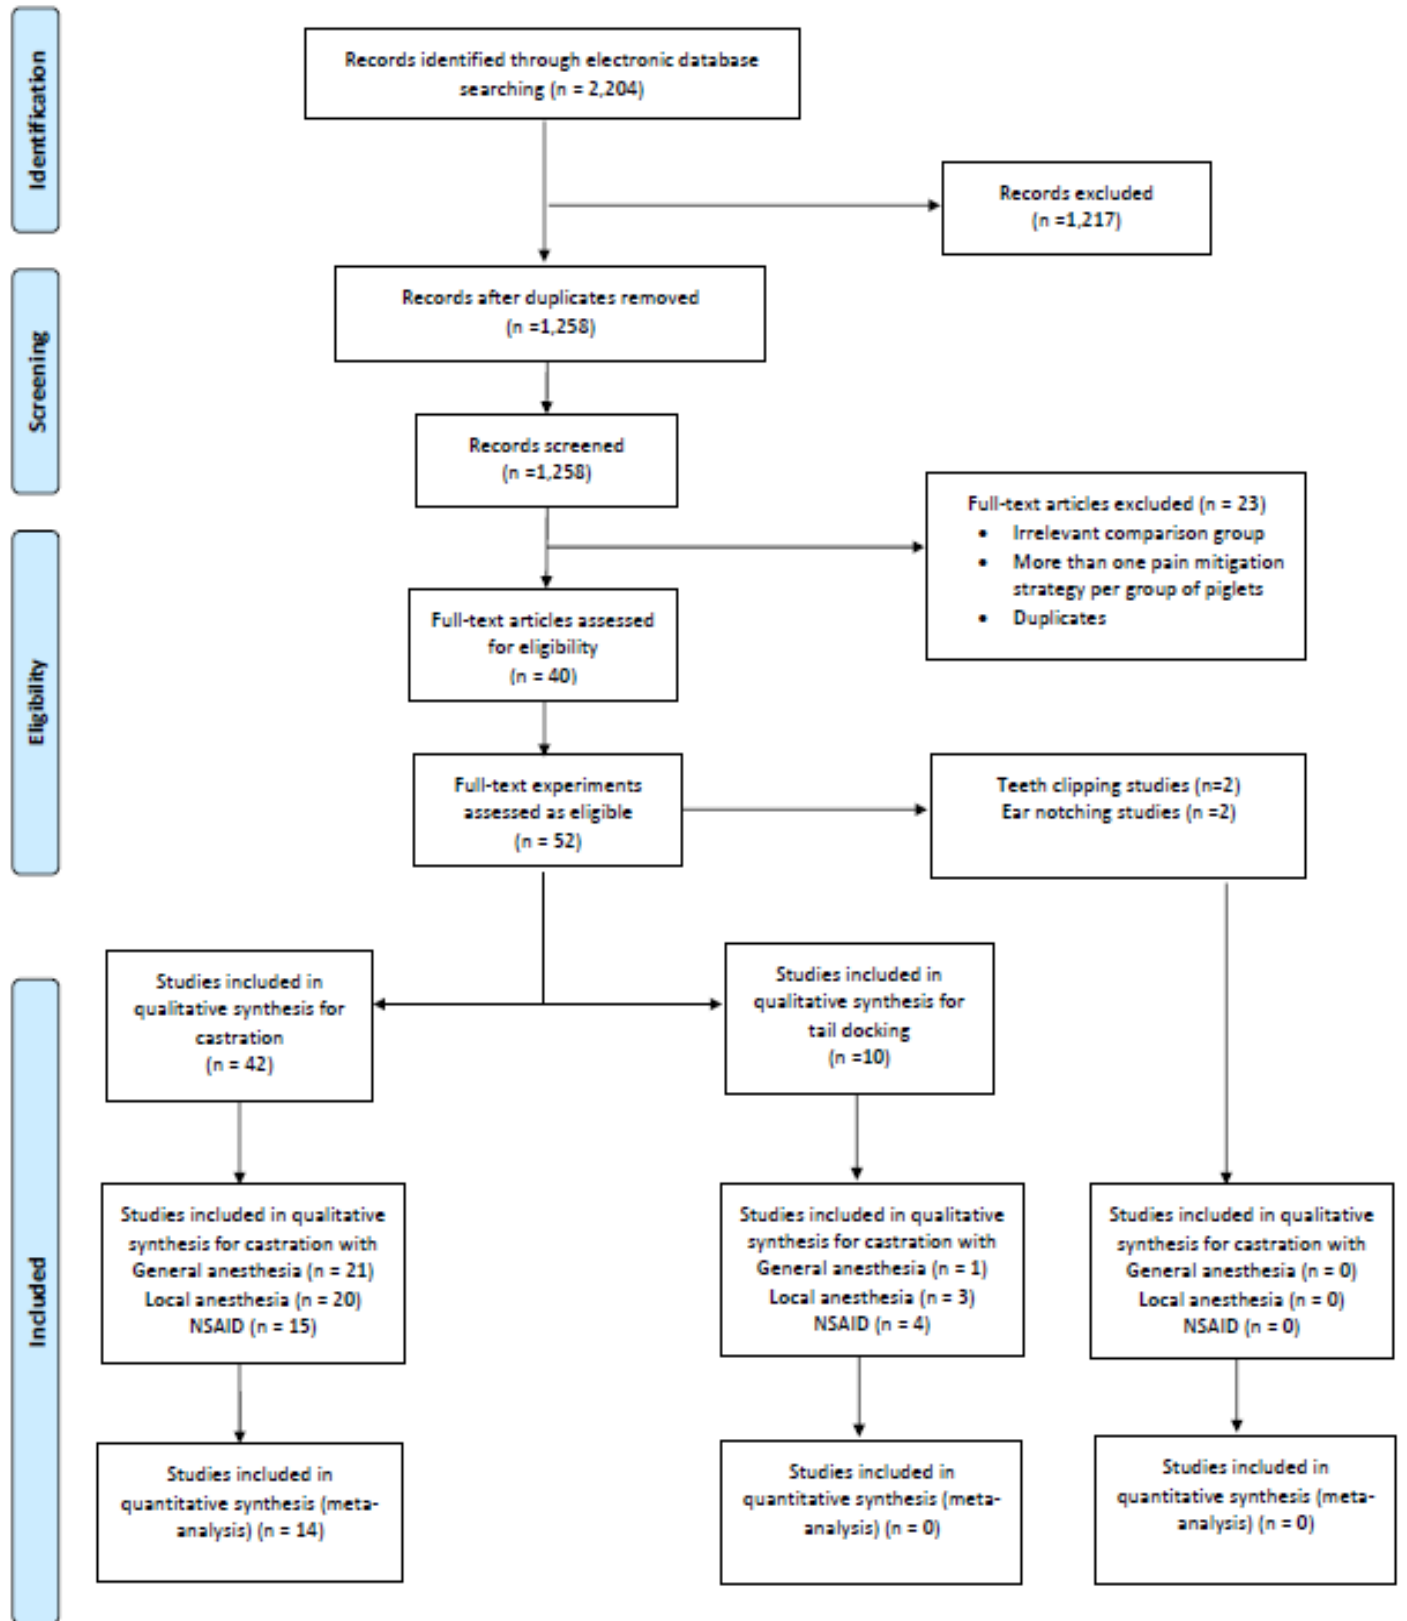 Identification
Records identified through electronic database
searching (n = 2,204)
Records excluded
(n =1,217)
Screening
Records after duplicates removed
(n =1,258)
Records screened
(n =1,258)
Full-text articles excluded (n = 23)
• Irrelevant comparison group
• More than one pain mitigation
strategy per group of piglets
• Duplicates
Eligibility
Full-text articles assessed
for eligibility
(n = 40)
Full-text experiments
assessed as eligible
(n = 52)
Teeth clipping studies (n=2)
Ear notching studies (n =2)
Included
Studies included in
qualitative synthesis for
castration
(n = 42)
Studies included in
qualitative synthesis for
tail docking
(n =10)
Studies included in qualitative
synthesis for castration with
General anesthesia (n = 21)
Local anesthesia (n = 20)
NSAID (n = 15)
Studies included in qualitative
synthesis for castration with
General anesthesia (n = 1)
Local anesthesia (n = 3)
NSAID (n = 4)
Studies included in qualitative
synthesis for castration with
General anesthesia (n = 0)
Local anesthesia (n = 0)
NSAID (n = 0)
Studies included in
quantitative synthesis (meta-
analysis) (n = 14)
Studies included in
quantitative synthesis (meta-
analysis) (n = 0)
Studies included in
quantitative synthesis (meta-
analysis) (n = 0)